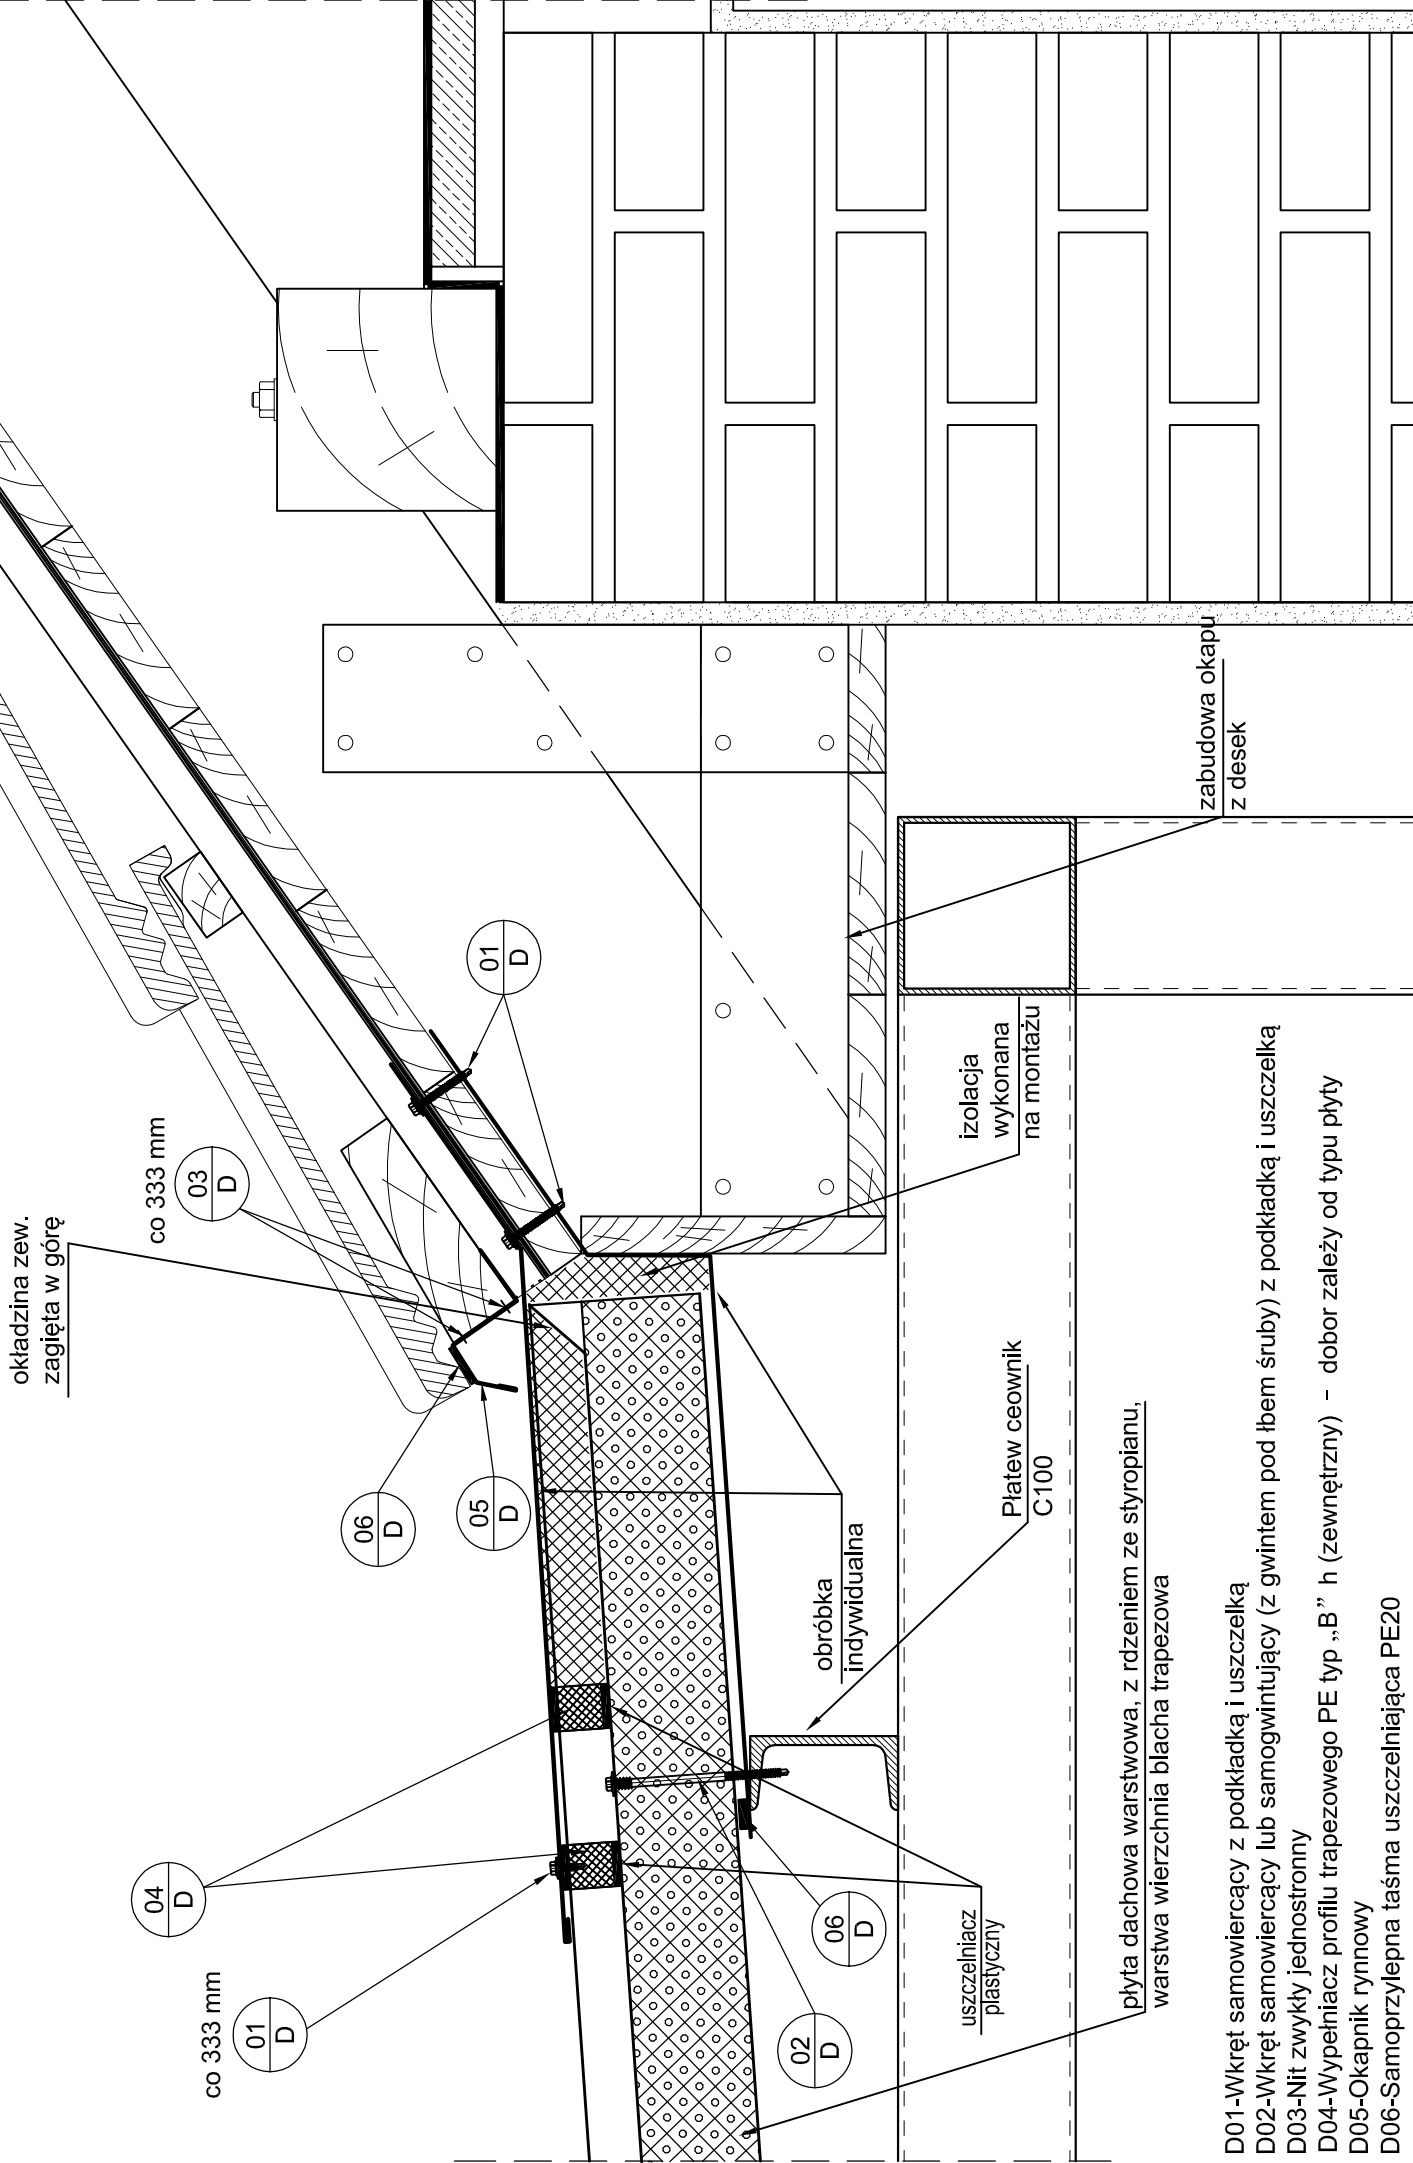 okładzina zew.
zagięta w górę
co 333 mm
03
D
01
D
06
D
05
D
04
D
co 333 mm
01
D
02
D
06
D
zabudowa okapu
z desek
izolacja
wykonana
na montażu
obróbka
indywidualna
Płatew ceownik
C100
uszczelniacz
plastyczny
płyta dachowa warstwowa, z rdzeniem ze styropianu,
warstwa wierzchnia blacha trapezowa
D01-Wkręt samowiercący z podkładką i uszczelką
D02-Wkręt samowiercący lub samogwintujący (z gwintem pod łbem śruby) z podkładką i uszczelką
D03-Nit zwykły jednostronny
D04-Wypełniacz profilu trapezowego PE typ „B” h (zewnętrzny) – dobor zależy od typu płyty
D05-Okapnik rynnowy
D06-Samoprzylepna taśma uszczelniająca PE20